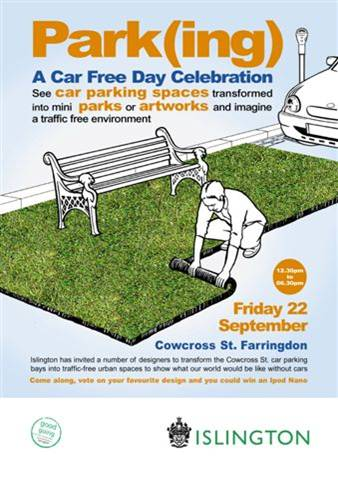 Park(ing)
A Car Free Day Celebration
See car parking spaces transformed
into mini parks or artworks and imagine
a traffic free environment
12.30pm
to
06.30pm
Friday 22
September
Cowcross St. Farringdon
Islington has invited a number of designers to transform the Cowcross St. car parking
bays into traffic-free urban spaces to show what our world would be like without cars
Come along, vote on your favourite design and you could win an Ipod Nano
good
going
ISLINGTON